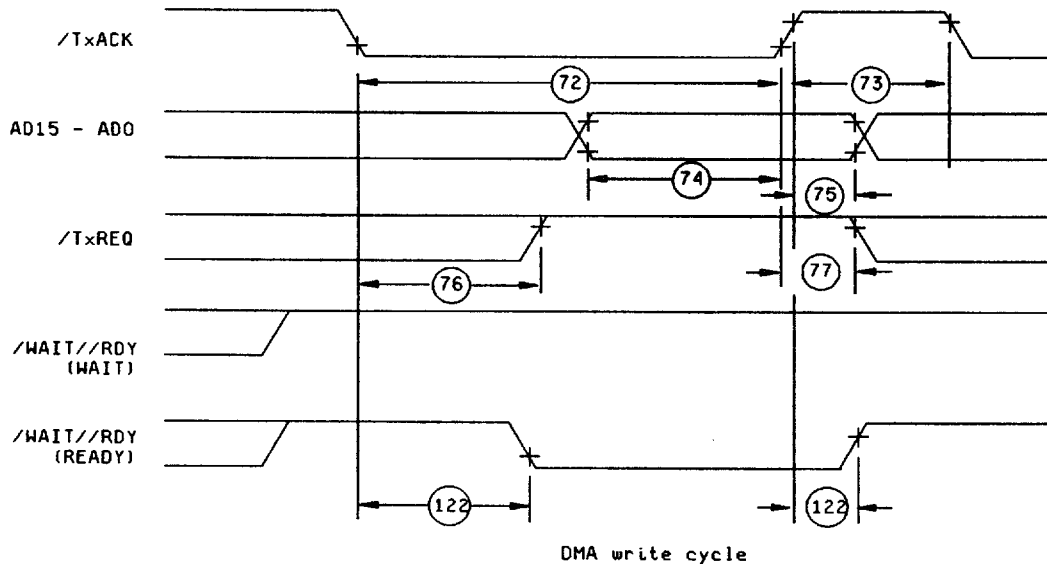 /TxACK
72
73
AD15 - AD0
74
75
/TxREQ
76
77
/WAIT//RDY
(WAIT)
/WAIT//RDY
(READY)
122
122
DMA write cycle